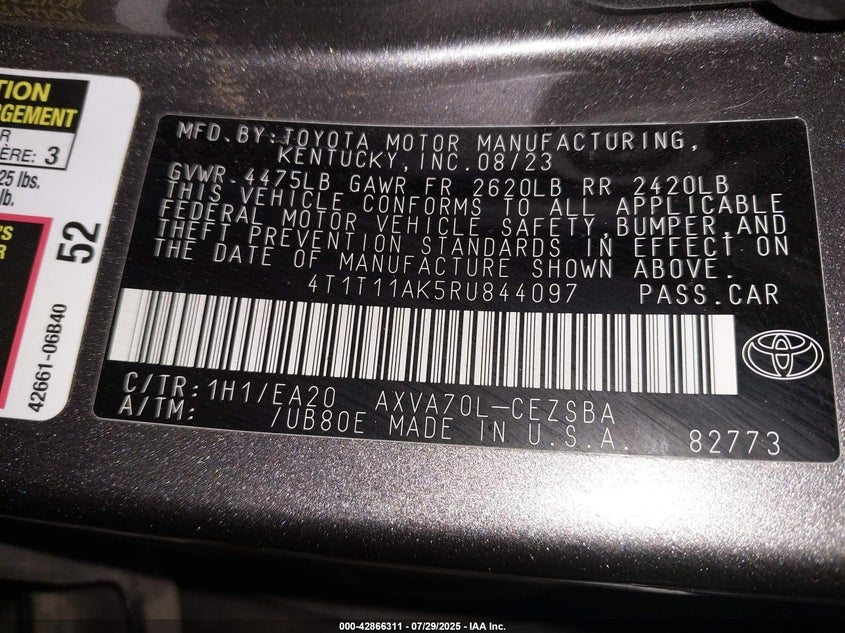 TION
RGEMENT
R
ÈRE: 3
25 lbs.
lb.
52
42661-06B40
MFD.BY:TOYOTA MOTOR MANUFACTURING,
KENTUCKY,INC.08/23
GVWR 4475LB GAWR FR 2620LB RR 2420LB
THIS VEHICLE CONFORMS TO ALL APPLICABLE
FEDERAL MOTOR VEHICLE SAFETY,BUMPER,AND
THEFT PREVENTION STANDARDS IN EFFECT ON
THE DATE OF MANUFACTURE SHOWN ABOVE.
4T1T11AK5RU844097 PASS.CAR
C/TR:1H1/EA20 AXVA70L-CEZSBA
A/TM: /UB80E MADE IN U.S.A. 82773
000-42866311 - 07/29/2025 - IAA Inc.